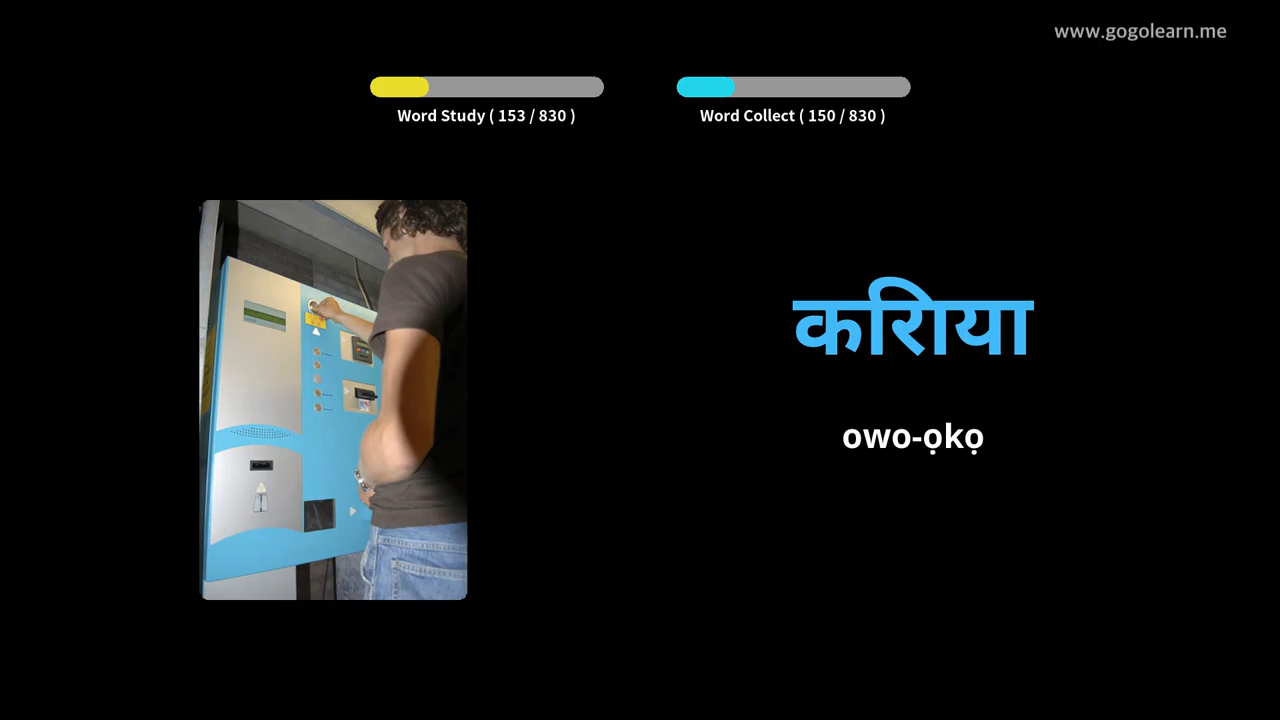 www.gogolearn.me
Word Study ( 153 / 830 )
Word Collect ( 150 / 830 )
करिाया
owo-ọkọ